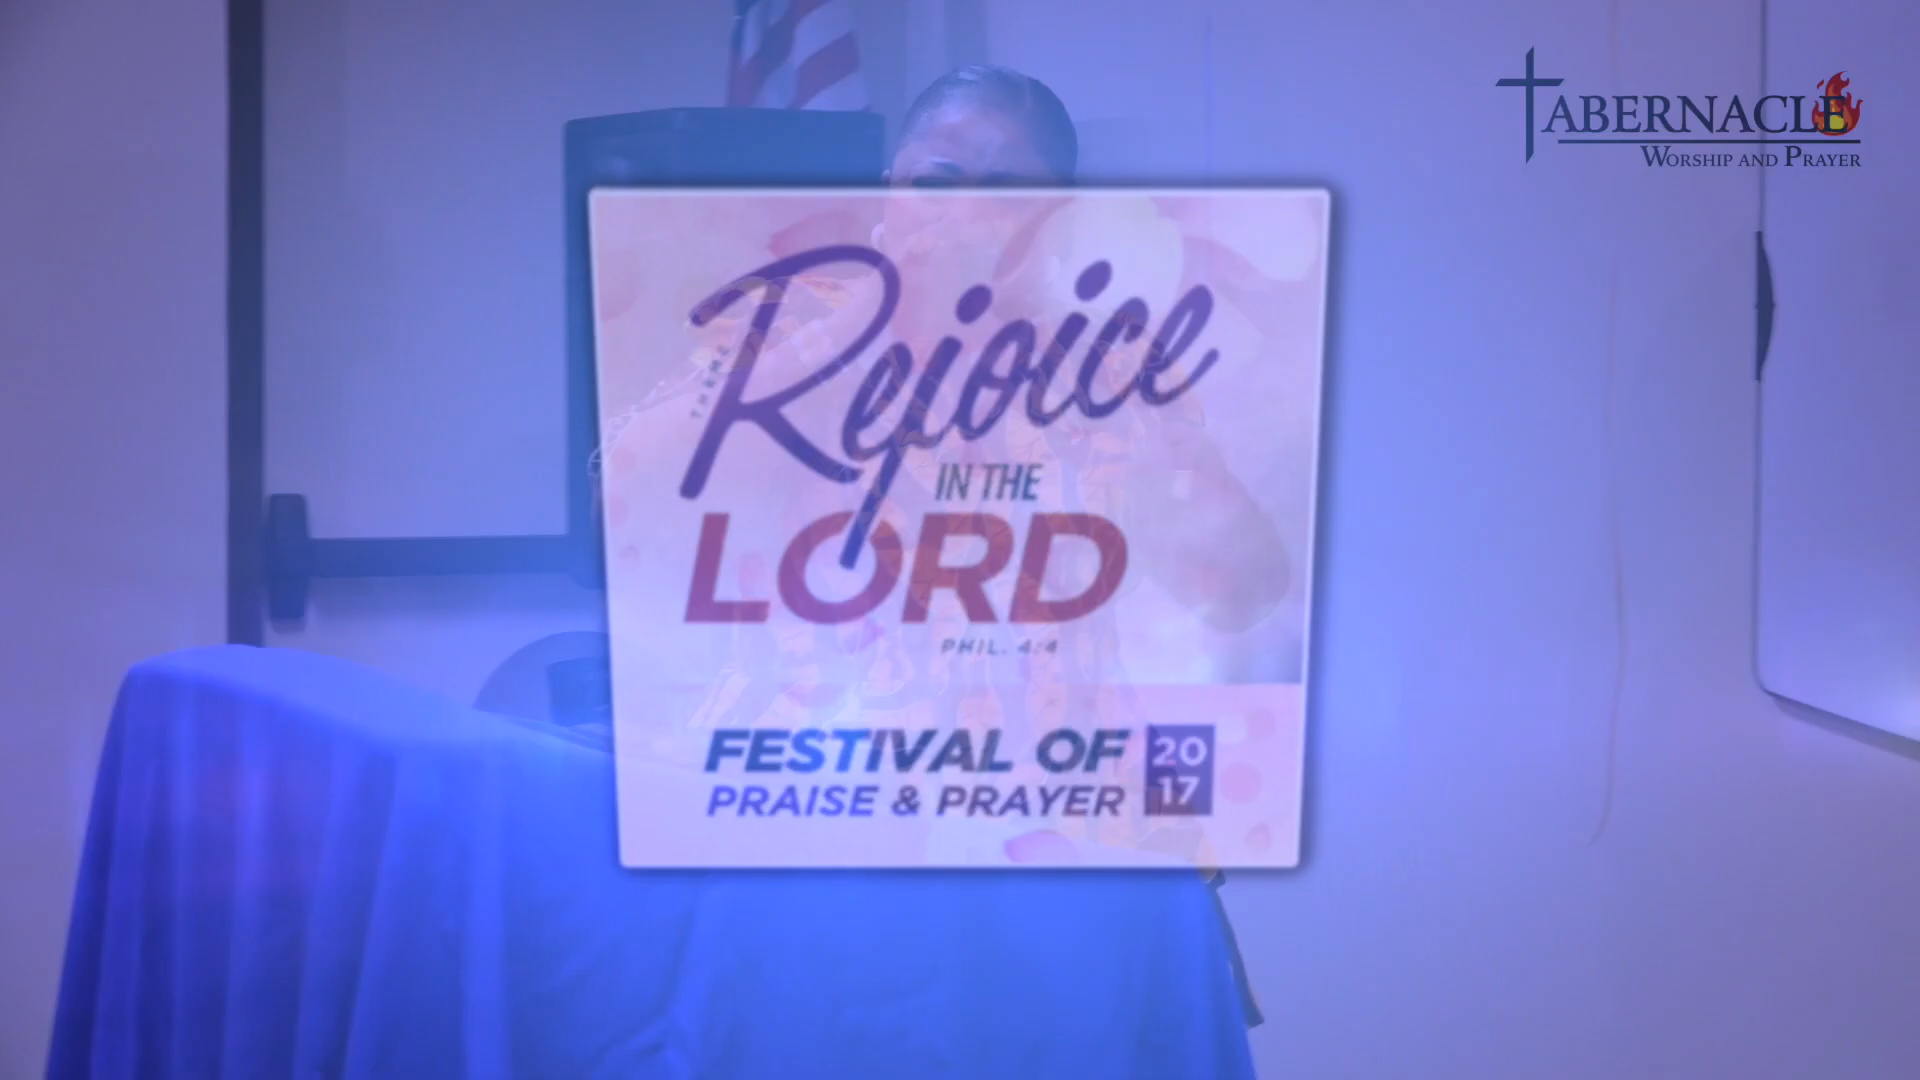 TABERNACLE
WORSHIP AND PRAYER
THEME
Rejoice
IN THE
LORD
PHIL. 4:4
FESTIVAL OF
PRAISE & PRAYER
20
17